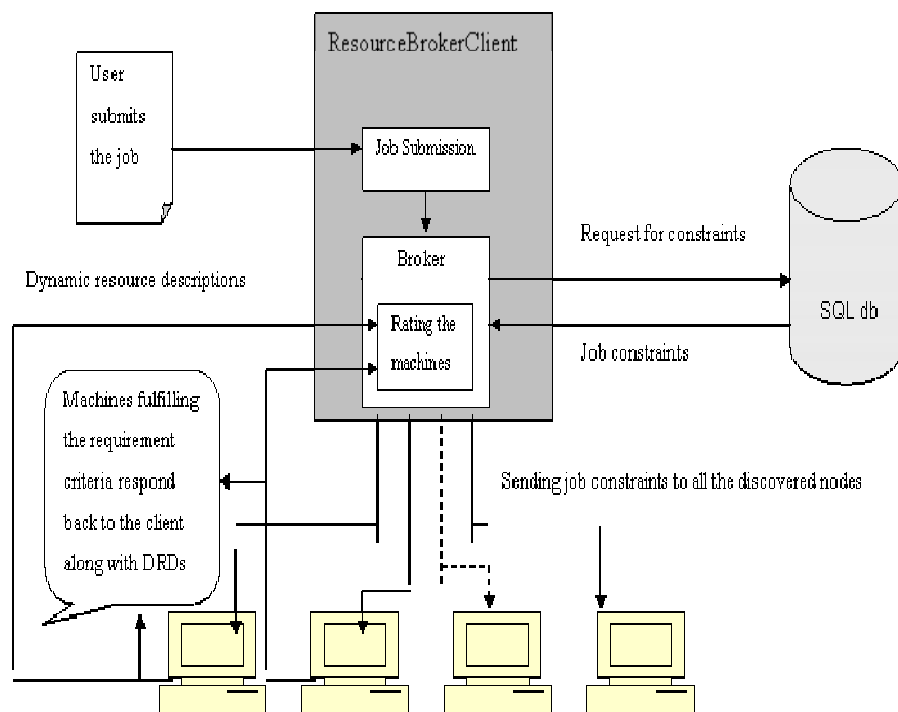 ResourceBrokerClient
User
submits
the job
Job Submission
Broker
Request for constraints
Dynamic resource descriptions
SQL db
Rating the
machines
Job constraints
Machines fulfilling
the requirement
criteria respond
back to the client
along with DRDs
Sending job constraints to all the discovered nodes